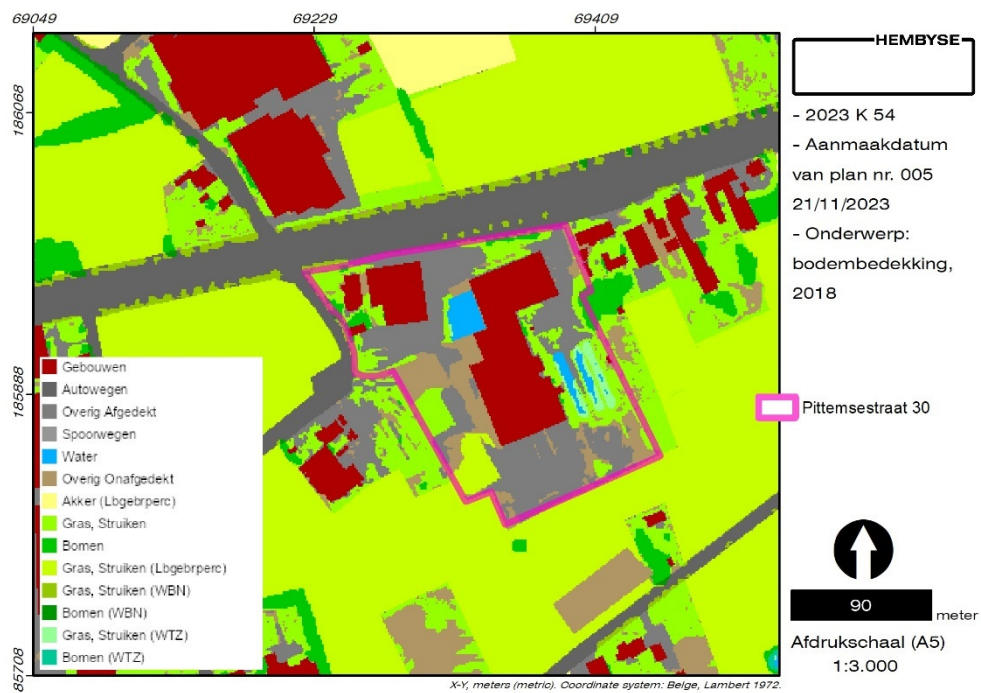 69049
69229
69409
186068
185888
185708
Gebouwen
Autowegen
Overig Afgedekt
Spoorwegen
Water
Overig Onafgedekt
Akker (Lbgebrperc)
Gras, Struiken
Bomen
Gras, Struiken (Lbgebrperc)
Gras, Struiken (WBN)
Bomen (WBN)
Gras, Struiken (WTZ)
Bomen (WTZ)
X-Y, meters (metric). Coordinate system: Belge, Lambert 1972.
HEMBYSE
- 2023 K 54
- Aanmaakdatum
van plan nr. 005
21/11/2023
- Onderwerp:
bodembedekking,
2018
Pittemsestraat 30
90
meter
Afdrukschaal (A5)
1:3.000